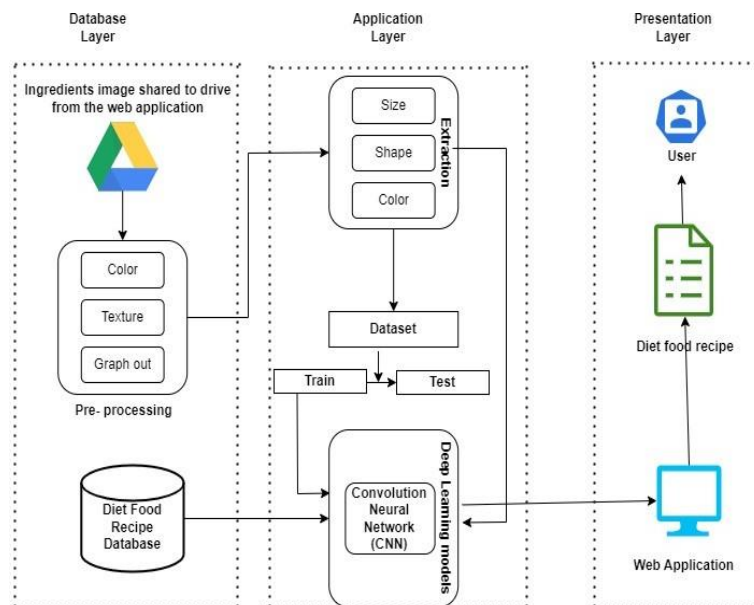 Database
Layer
Application
Layer
Presentation
Layer
Ingredients image shared to drive
from the web application
Color
Texture
Graph out
Pre- processing
Diet Food
Recipe
Database
Size
Shape
Color
Extraction
Dataset
Train
Test
Convolution
Neural
Network
(CNN)
Deep Learning models
User
Diet food recipe
Web Application